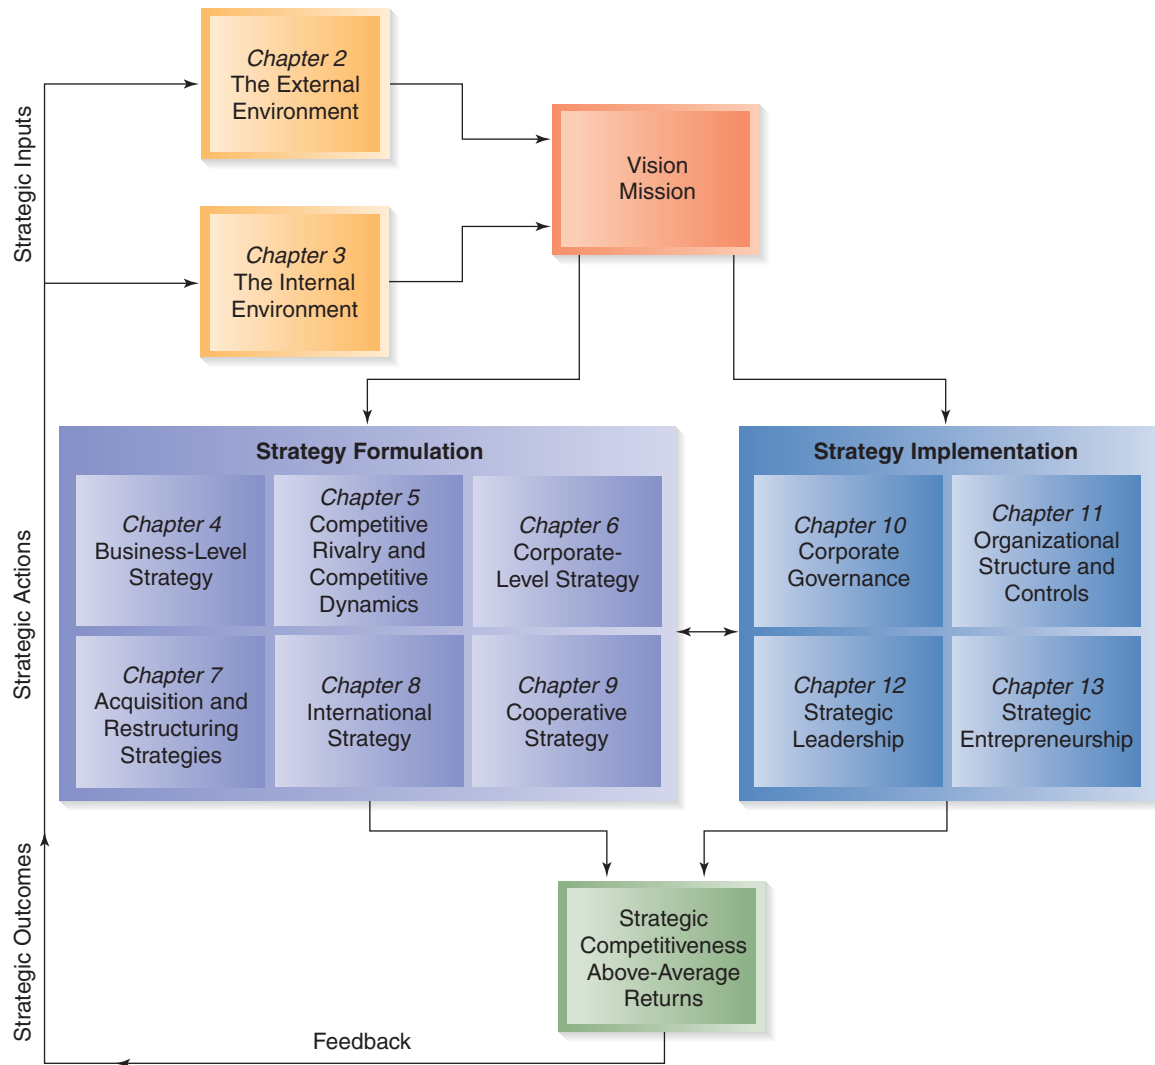 Strategic Inputs
Chapter 2
The External
Environment
Chapter 3
The Internal
Environment
Vision
Mission
Strategic Actions
Strategy Formulation
Chapter 4
Business-Level
Strategy
Chapter 5
Competitive
Rivalry and
Competitive
Dynamics
Chapter 6
Corporate-
Level Strategy
Chapter 7
Acquisition and
Restructuring
Strategies
Chapter 8
International
Strategy
Chapter 9
Cooperative
Strategy
Strategy Implementation
Chapter 10
Corporate
Governance
Chapter 11
Organizational
Structure and
Controls
Chapter 12
Strategic
Leadership
Chapter 13
Strategic
Entrepreneurship
Strategic Outcomes
Strategic
Competitiveness
Above-Average
Returns
Feedback